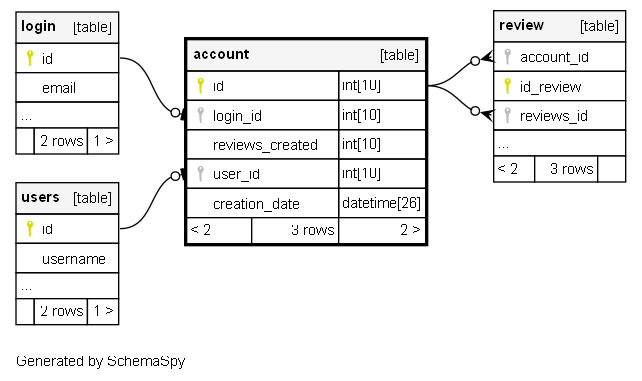 login [table]
id
email
...
2 rows 1 >
users [table]
id
username
...
2 rows 1 >
account [table]
id int[10]
login_id int[10]
reviews_created int[10]
user_id int[10]
creation_date datetime[26]
< 2 3 rows 2 >
review [table]
account_id
id_review
reviews_id
...
< 2 3 rows
Generated by SchemaSpy